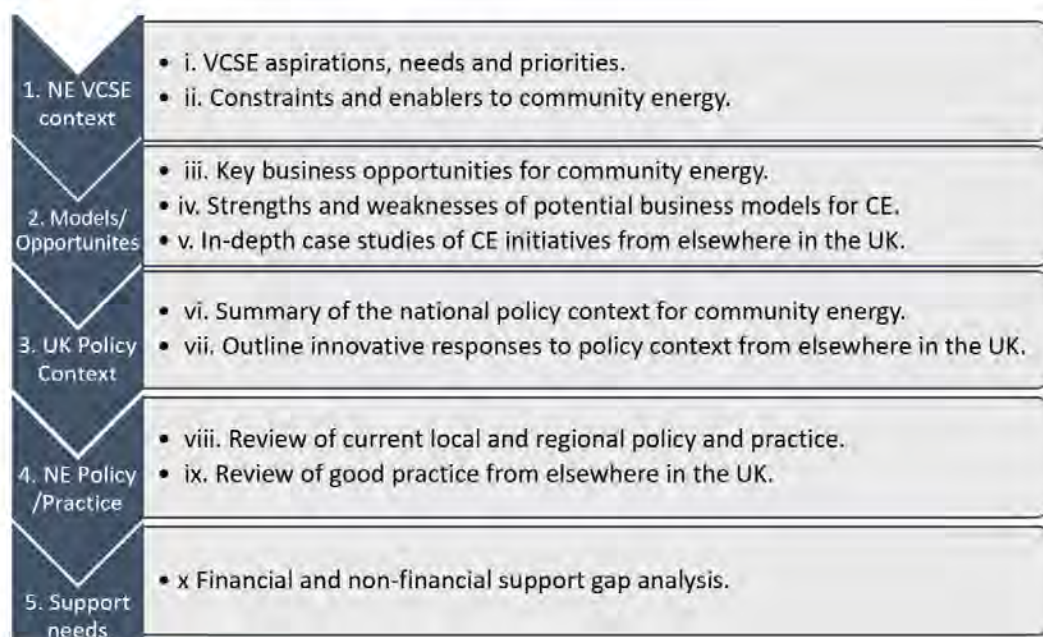 1. NE VCSE
context
• i. VCSE aspirations, needs and priorities.
• ii. Constraints and enablers to community energy.
2. Models/
Opportunites
• iii. Key business opportunities for community energy.
• iv. Strengths and weaknesses of potential business models for CE.
• v. In-depth case studies of CE initiatives from elsewhere in the UK.
3. UK Policy
Context
• vi. Summary of the national policy context for community energy.
• vii. Outline innovative responses to policy context from elsewhere in the UK.
4. NE Policy
/Practice
• viii. Review of current local and regional policy and practice.
• ix. Review of good practice from elsewhere in the UK.
5. Support
needs
• x Financial and non-financial support gap analysis.